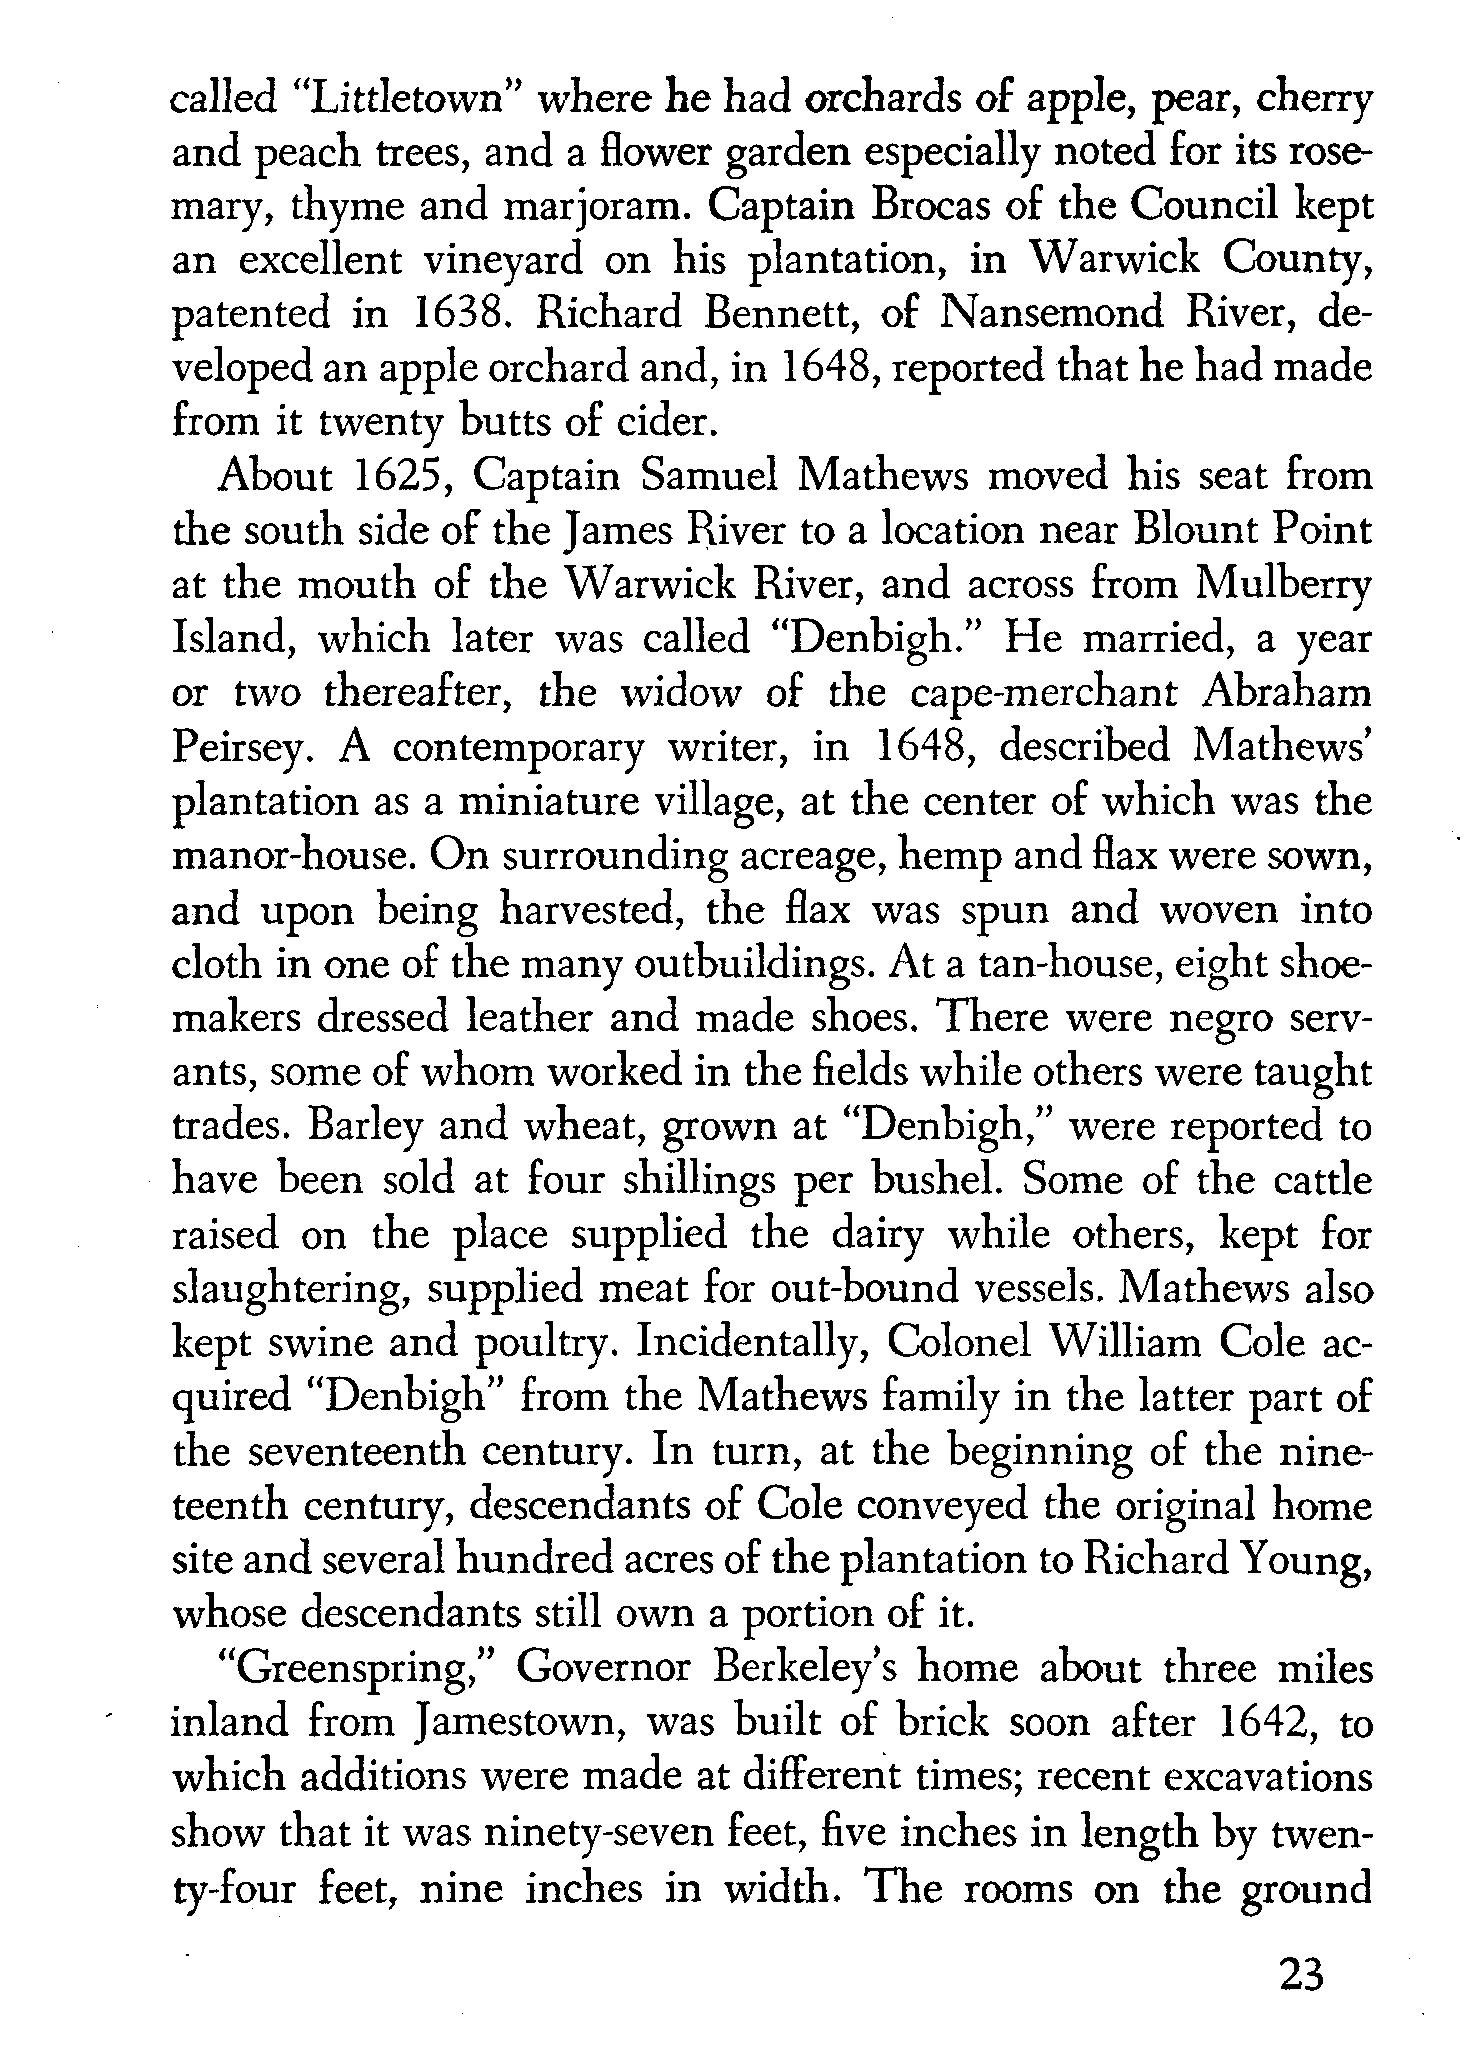 called “Littletown” where he had orchards of apple, pear, cherry
and peach trees, and a flower garden especially noted for its rose-
mary, thyme and marjoram. Captain Brocas of the Council kept
an excellent vineyard on his plantation, in Warwick County,
patented in 1638. Richard Bennett, of Nansemond River, de-
veloped an apple orchard and, in 1648, reported that he had made
from it twenty butts of cider.
About 1625, Captain Samuel Mathews moved his seat from
the south side of the James River to a location near Blount Point
at the mouth of the Warwick River, and across from Mulberry
Island, which later was called “Denbigh.” He married, a year
or two thereafter, the widow of the cape-merchant Abraham
Peirsey. A contemporary writer, in 1648, described Mathews’
plantation as a miniature village, at the center of which was the
manor-house. On surrounding acreage, hemp and flax were sown,
and upon being harvested, the flax was spun and woven into
cloth in one of the many outbuildings. At a tan-house, eight shoe-
makers dressed leather and made shoes. There were negro serv-
ants, some of whom worked in the fields while others were taught
trades. Barley and wheat, grown at “Denbigh,” were reported to
have been sold at four shillings per bushel. Some of the cattle
raised on the place supplied the dairy while others, kept for
slaughtering, supplied meat for out-bound vessels. Mathews also
kept swine and poultry. Incidentally, Colonel William Cole ac-
quired “Denbigh” from the Mathews family in the latter part of
the seventeenth century. In turn, at the beginning of the nine-
teenth century, descendants of Cole conveyed the original home
site and several hundred acres of the plantation to Richard Young,
whose descendants still own a portion of it.
“Greenspring,” Governor Berkeley’s home about three miles
inland from Jamestown, was built of brick soon after 1642, to
which additions were made at different times; recent excavations
show that it was ninety-seven feet, five inches in length by twen-
ty-four feet, nine inches in width. The rooms on the ground
23